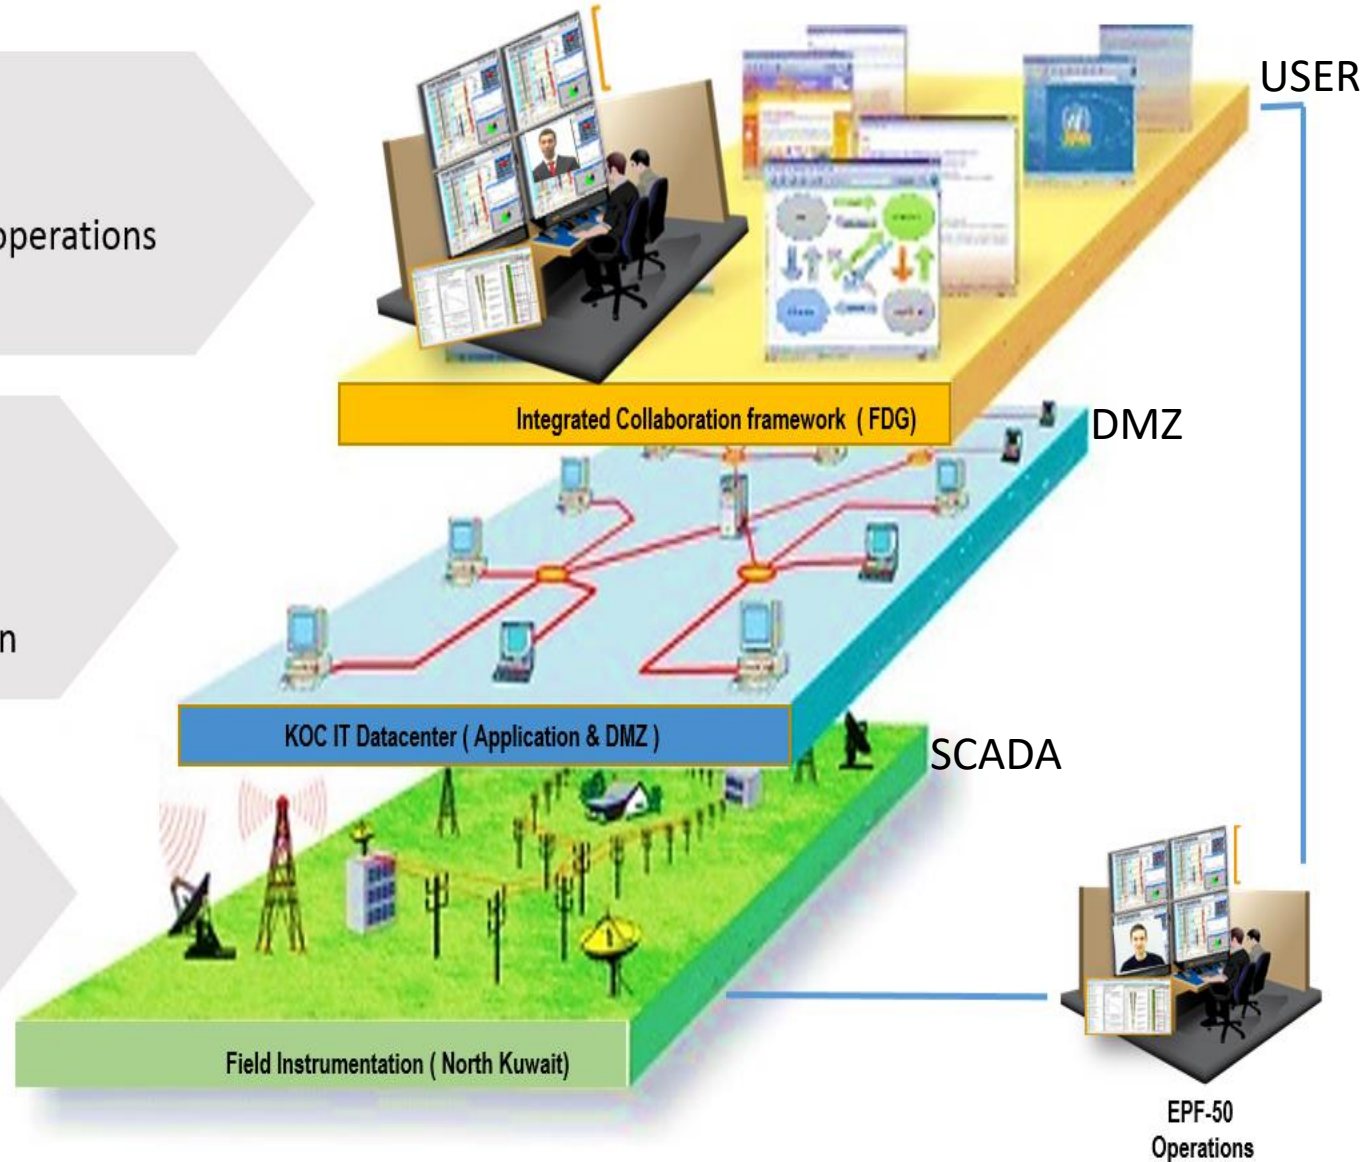 USER
operations
Integrated Collaboration framework ( FDG)
DMZ
n
KOC IT Datacenter ( Application & DMZ )
SCADA
Field Instrumentation ( North Kuwait)
EPF-50
Operations